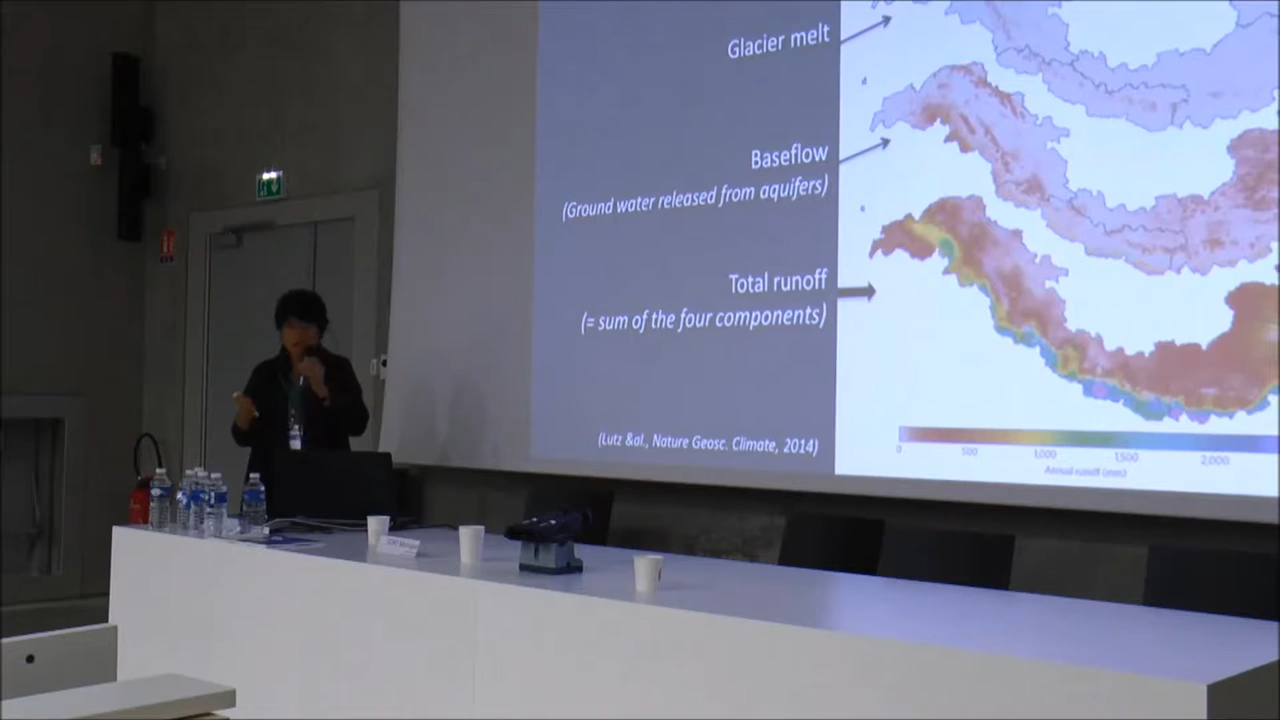 Glacier melt
Baseflow
(Ground water released from aquifers)
Total runoff
(= sum of the four components)
(Lutz &al., Nature Geosc. Climate, 2014)
d
0
500
1,000
1,500
2,000
Annual runoff (mm)